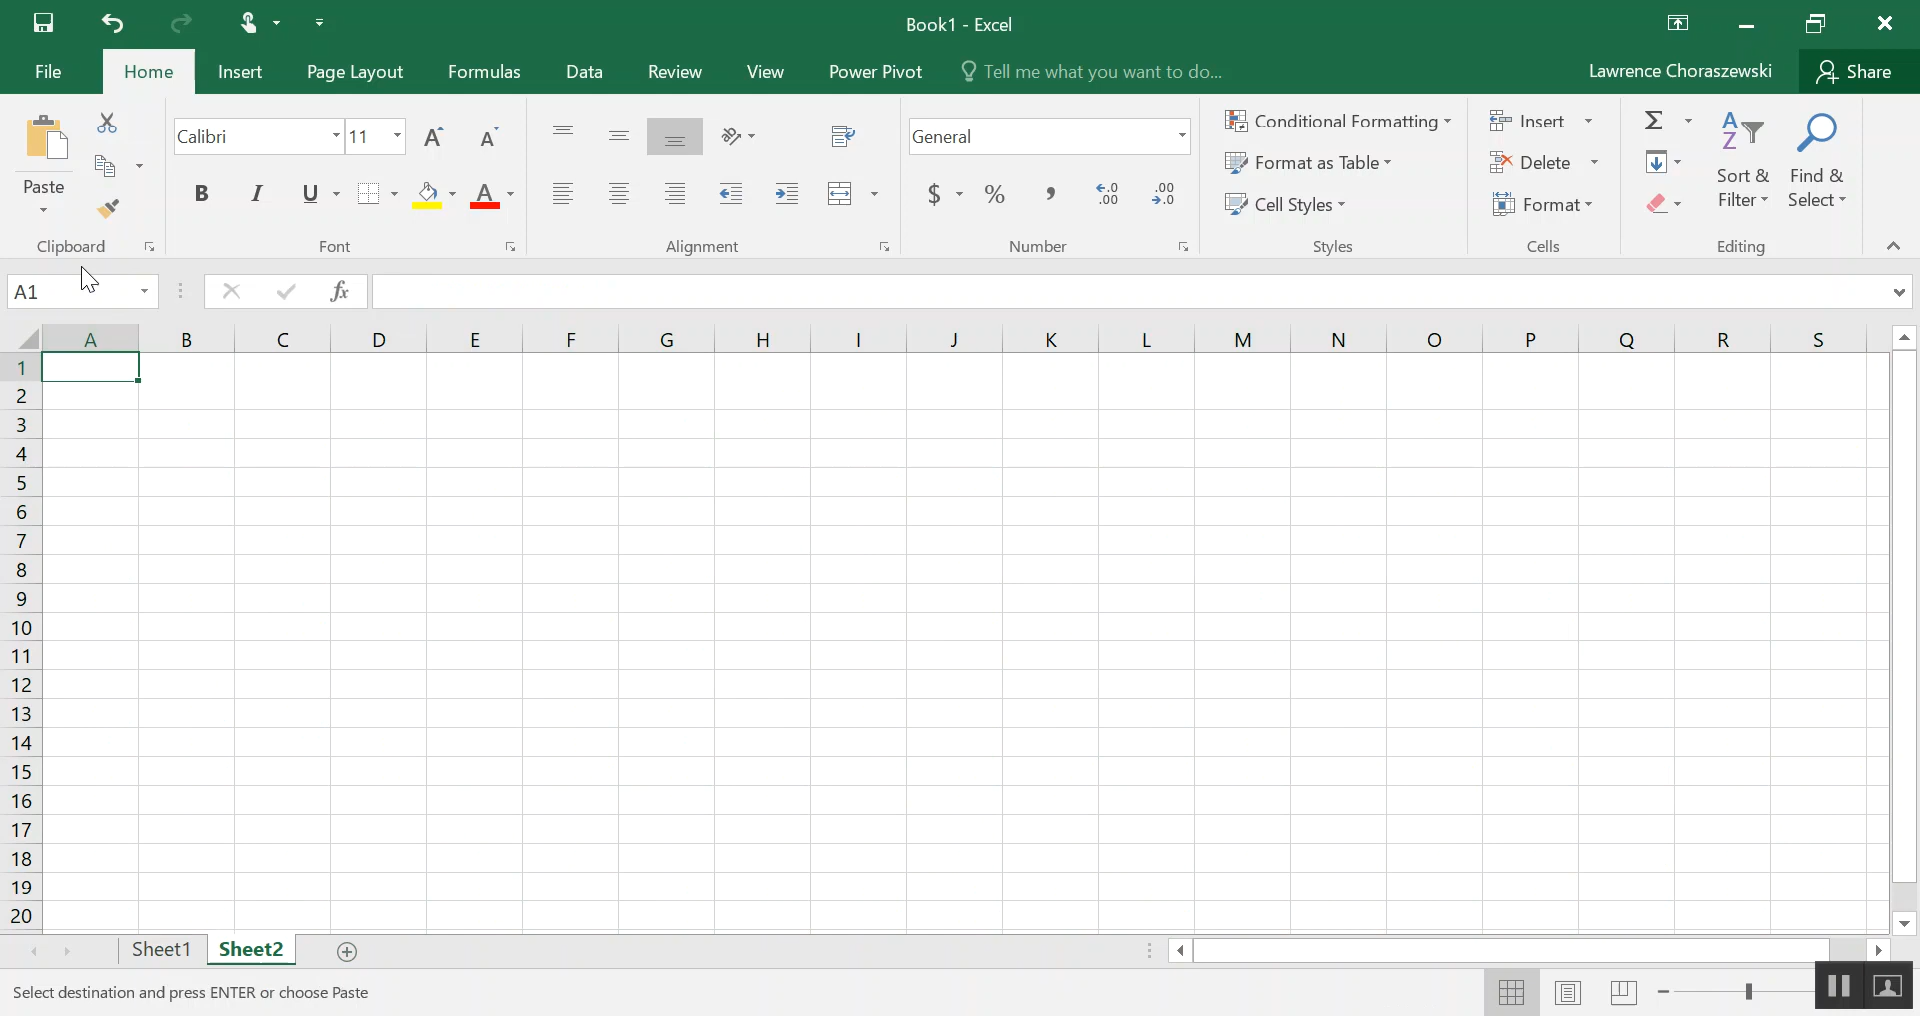 Book1 - Excel
File Home Insert Page Layout Formulas Data Review View Power Pivot Tell me what you want to do... Lawrence Choraszewski Share
Paste
Clipboard
Calibri 11
A A
B I U A
Font
Alignment
General
$ % , .0 .00 .00 .0
Number
Conditional Formatting
Format as Table
Cell Styles
Styles
Insert
Delete
Format
Cells
Σ
A Z
Sort & Filter
Find & Select
Editing
A1 fx
A B C D E F G H I J K L M N O P Q R S
1
2
3
4
5
6
7
8
9
10
11
12
13
14
15
16
17
18
19
20
Sheet1 Sheet2
Select destination and press ENTER or choose Paste